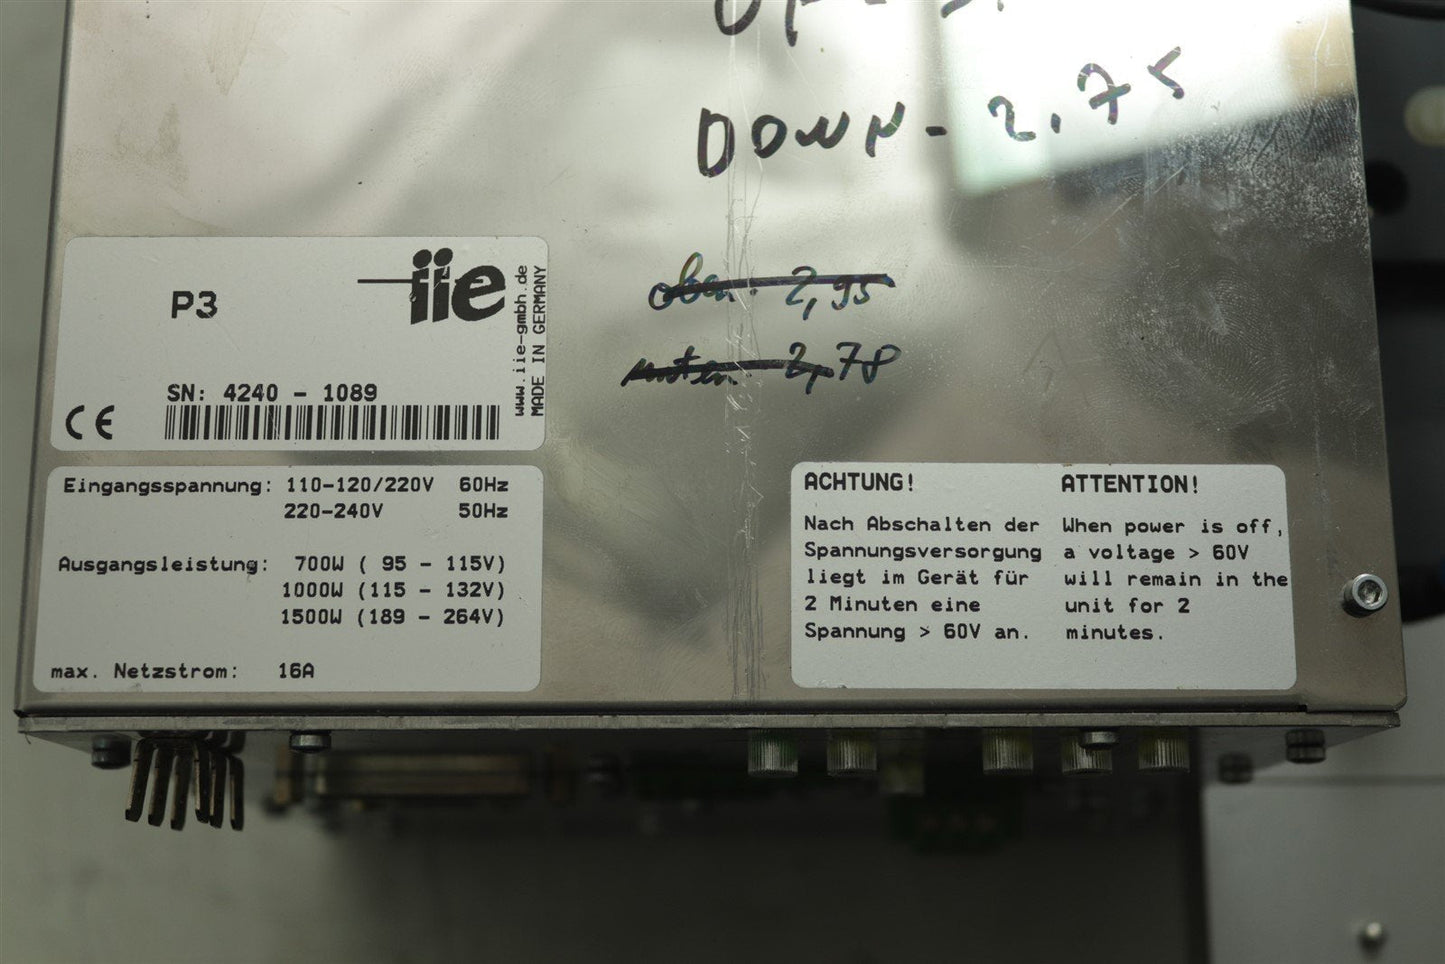 DOWN - 2,75
oben. 2,95
unten. 2,78
iie
P3
www.iie-gmbh.de
MADE IN GERMANY
SN: 4240 - 1089
CE
Eingangsspannung: 110-120/220V 60Hz
220-240V 50Hz
Ausgangsleistung: 700W ( 95 - 115V)
1000W (115 - 132V)
1500W (189 - 264V)
max. Netzstrom: 16A
ACHTUNG!
Nach Abschalten der
Spannungsversorgung
liegt im Gerät für
2 Minuten eine
Spannung > 60V an.
ATTENTION!
When power is off,
a voltage > 60V
will remain in the
unit for 2
minutes.